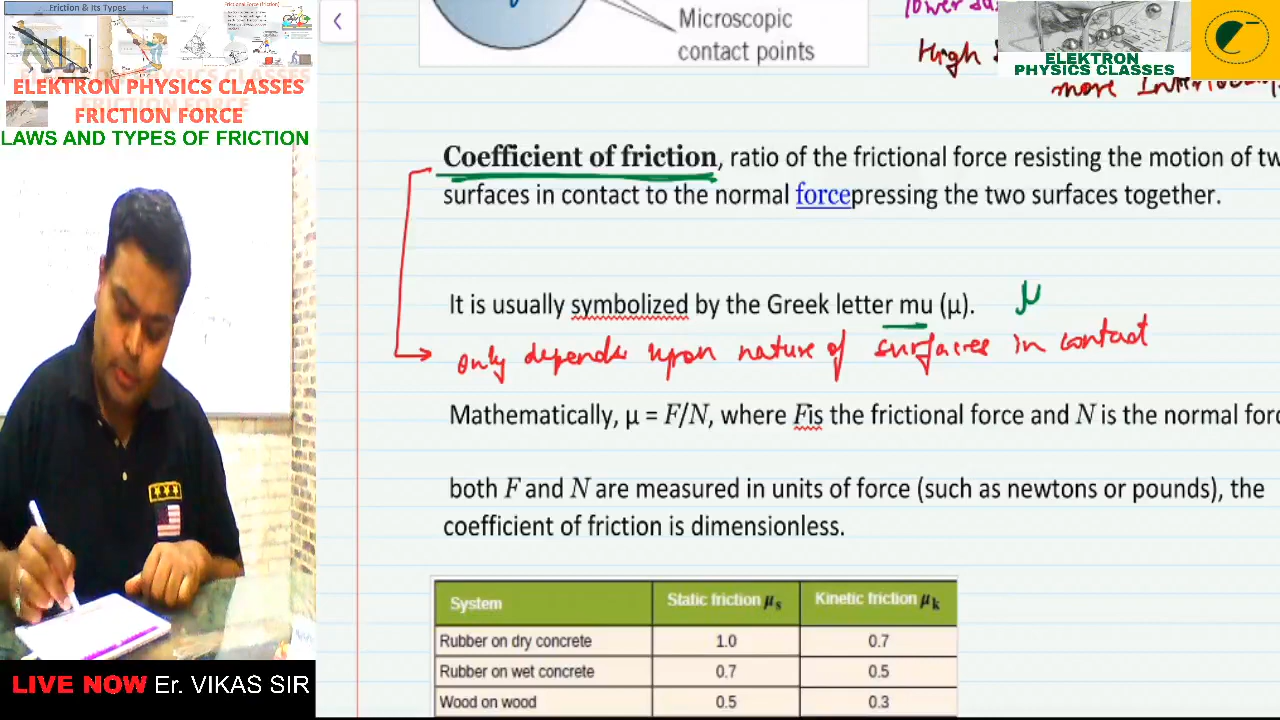 Friction & Its Types
ELEKTRON PHYSICS CLASSES
FRICTION FORCE
LAWS AND TYPES OF FRICTION
Microscopic
contact points
High
more
ELEKTRON
PHYSICS CLASSES
Coefficient of friction, ratio of the frictional force resisting the motion of tw
surfaces in contact to the normal forcepressing the two surfaces together.
It is usually symbolized by the Greek letter mu (μ). μ
only depends upon nature of surfaces in contact
Mathematically, μ = F/N, where Fis the frictional force and N is the normal forc
both F and N are measured in units of force (such as newtons or pounds), the
coefficient of friction is dimensionless.
System Static friction μs Kinetic friction μk
Rubber on dry concrete 1.0 0.7
Rubber on wet concrete 0.7 0.5
Wood on wood 0.5 0.3
LIVE NOW Er. VIKAS SIR